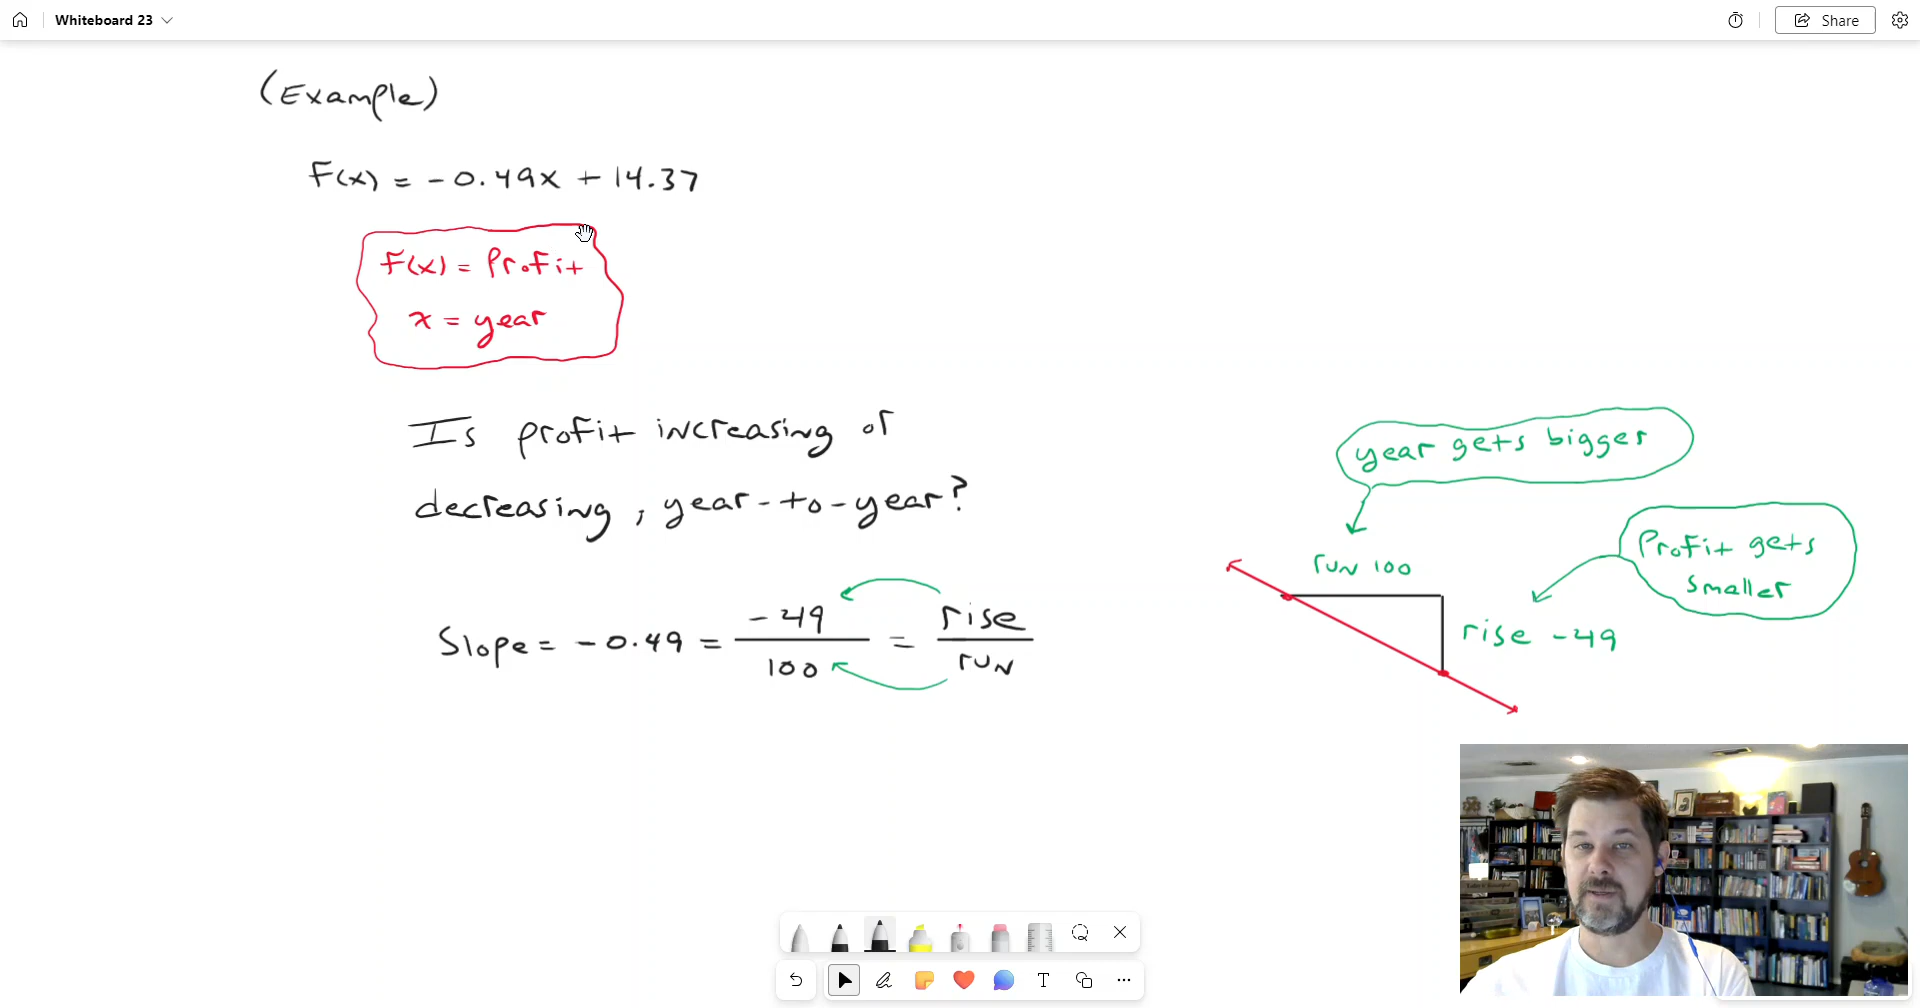 Whiteboard 23
Share
(Example)
F(x) = -0.49x + 14.37
F(x) = Profit
x = year
Is profit increasing or
decreasing, year-to-year?
Slope = -0.49 = -49/100 = rise/run
year gets bigger
Profit gets
smaller
run 100
rise -49
T